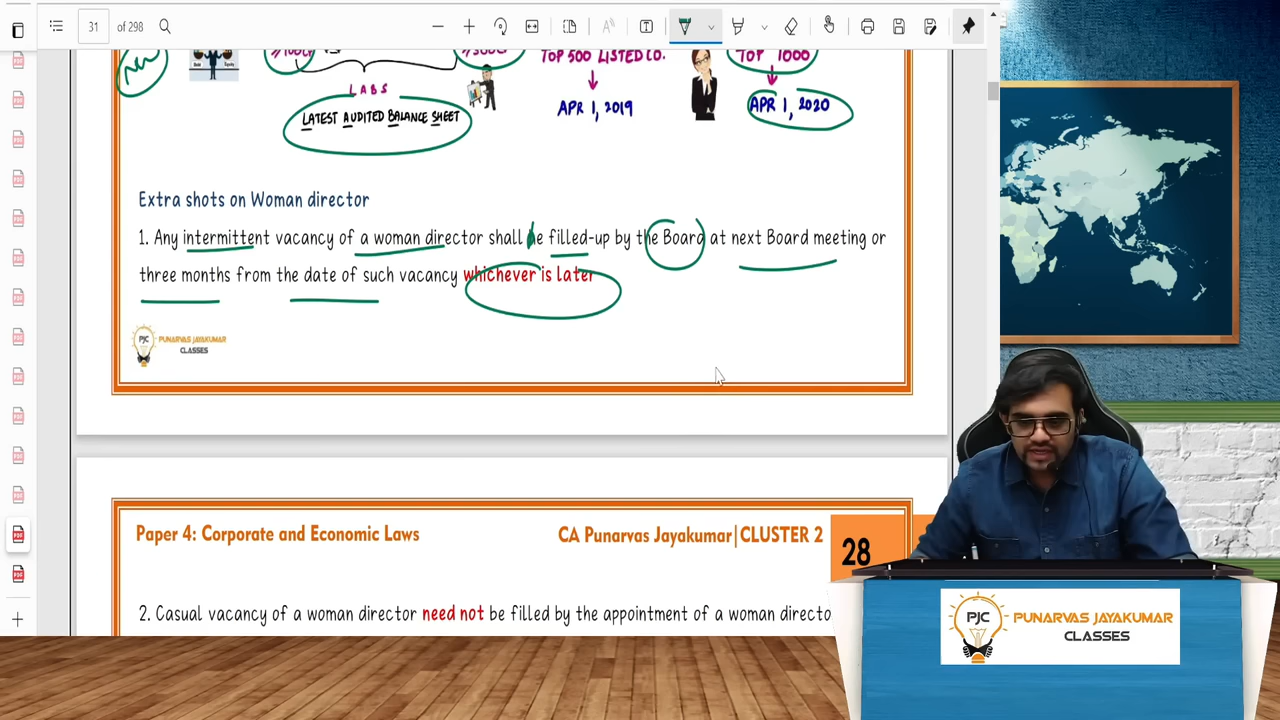 31
of 298
TOP 500 LISTED CO.
TOP 1000
LABS
LATEST AUDITED BALANCE SHEET
APR 1, 2019
APR 1, 2020
Extra shots on Woman director
1. Any intermittent vacancy of a woman director shall be filled-up by the Board at next Board meeting or
three months from the date of such vacancy whichever is later
PJC PUNARVAS JAYAKUMAR
CLASSES
Paper 4: Corporate and Economic Laws
CA Punarvas Jayakumar|CLUSTER 2
28
2. Casual vacancy of a woman director need not be filled by the appointment of a woman directo
PJC PUNARVAS JAYAKUMAR
CLASSES